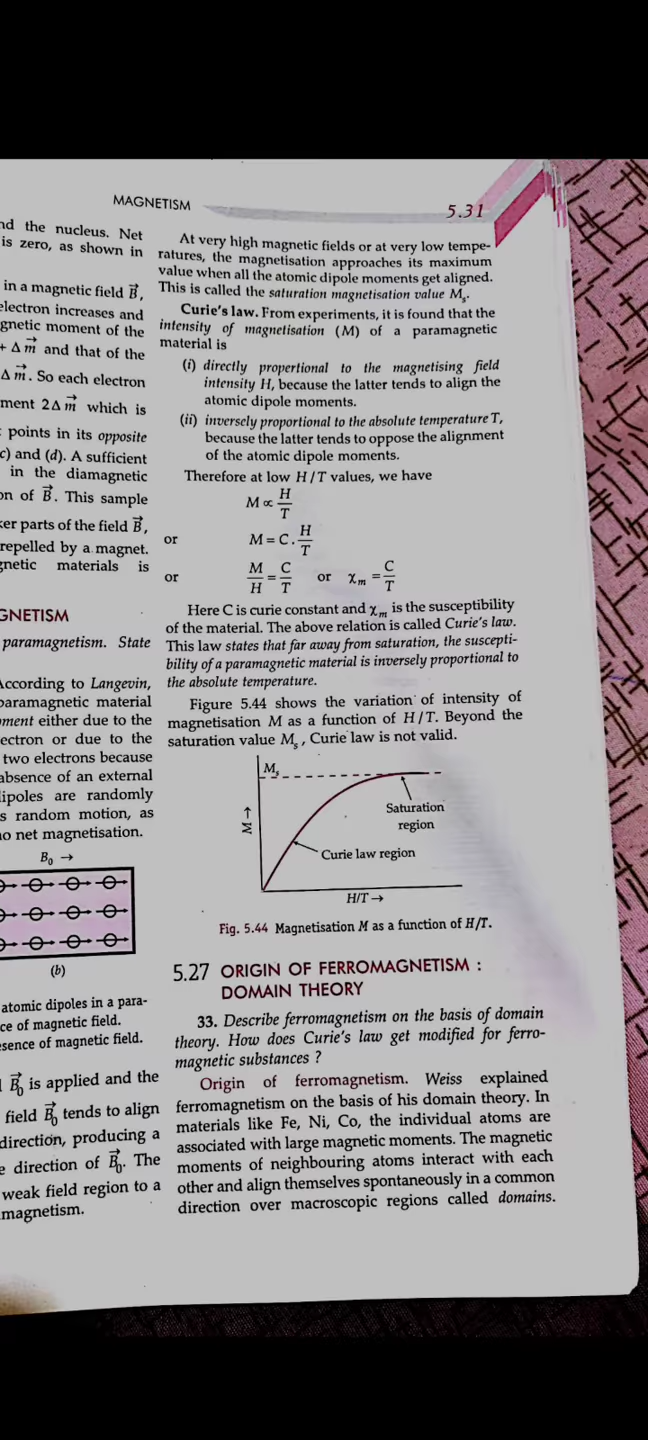 MAGNETISM
5.31
nd the nucleus. Net
is zero, as shown in
in a magnetic field B⃗,
electron increases and
gnetic moment of the
+ Δ m⃗ and that of the
Δ m⃗. So each electron
ment 2Δ m⃗ which is
points in its opposite
c) and (d). A sufficient
in the diamagnetic
on of B⃗. This sample
ker parts of the field B⃗,
repelled by a magnet.
gnetic materials is
GNETISM
paramagnetism. State
According to Langevin,
paramagnetic material
oment either due to the
ectron or due to the
two electrons because
absence of an external
lipoles are randomly
s random motion, as
no net magnetisation.
B₀ →
(b)
atomic dipoles in a para-
ce of magnetic field.
esence of magnetic field.
B⃗₀ is applied and the
field B⃗₀ tends to align
direction, producing a
e direction of B⃗₀. The
weak field region to a
magnetism.
At very high magnetic fields or at very low tempe-
ratures, the magnetisation approaches its maximum
value when all the atomic dipole moments get aligned.
This is called the saturation magnetisation value Mₛ.
Curie's law. From experiments, it is found that the
intensity of magnetisation (M) of a paramagnetic
material is
(i) directly propertional to the magnetising field
intensity H, because the latter tends to align the
atomic dipole moments.
(ii) inversely proportional to the absolute temperature T,
because the latter tends to oppose the alignment
of the atomic dipole moments.
Therefore at low H/T values, we have
M ∝ H/T
or M = C . H/T
or M/H = C/T or χₘ = C/T
Here C is curie constant and χₘ is the susceptibility
of the material. The above relation is called Curie's law.
This law states that far away from saturation, the suscepti-
bility of a paramagnetic material is inversely proportional to
the absolute temperature.
Figure 5.44 shows the variation of intensity of
magnetisation M as a function of H/T. Beyond the
saturation value Mₛ, Curie law is not valid.
Mₛ
Saturation
region
M →
Curie law region
H/T →
Fig. 5.44 Magnetisation M as a function of H/T.
5.27 ORIGIN OF FERROMAGNETISM :
DOMAIN THEORY
33. Describe ferromagnetism on the basis of domain
theory. How does Curie's law get modified for ferro-
magnetic substances ?
Origin of ferromagnetism. Weiss explained
ferromagnetism on the basis of his domain theory. In
materials like Fe, Ni, Co, the individual atoms are
associated with large magnetic moments. The magnetic
moments of neighbouring atoms interact with each
other and align themselves spontaneously in a common
direction over macroscopic regions called domains.